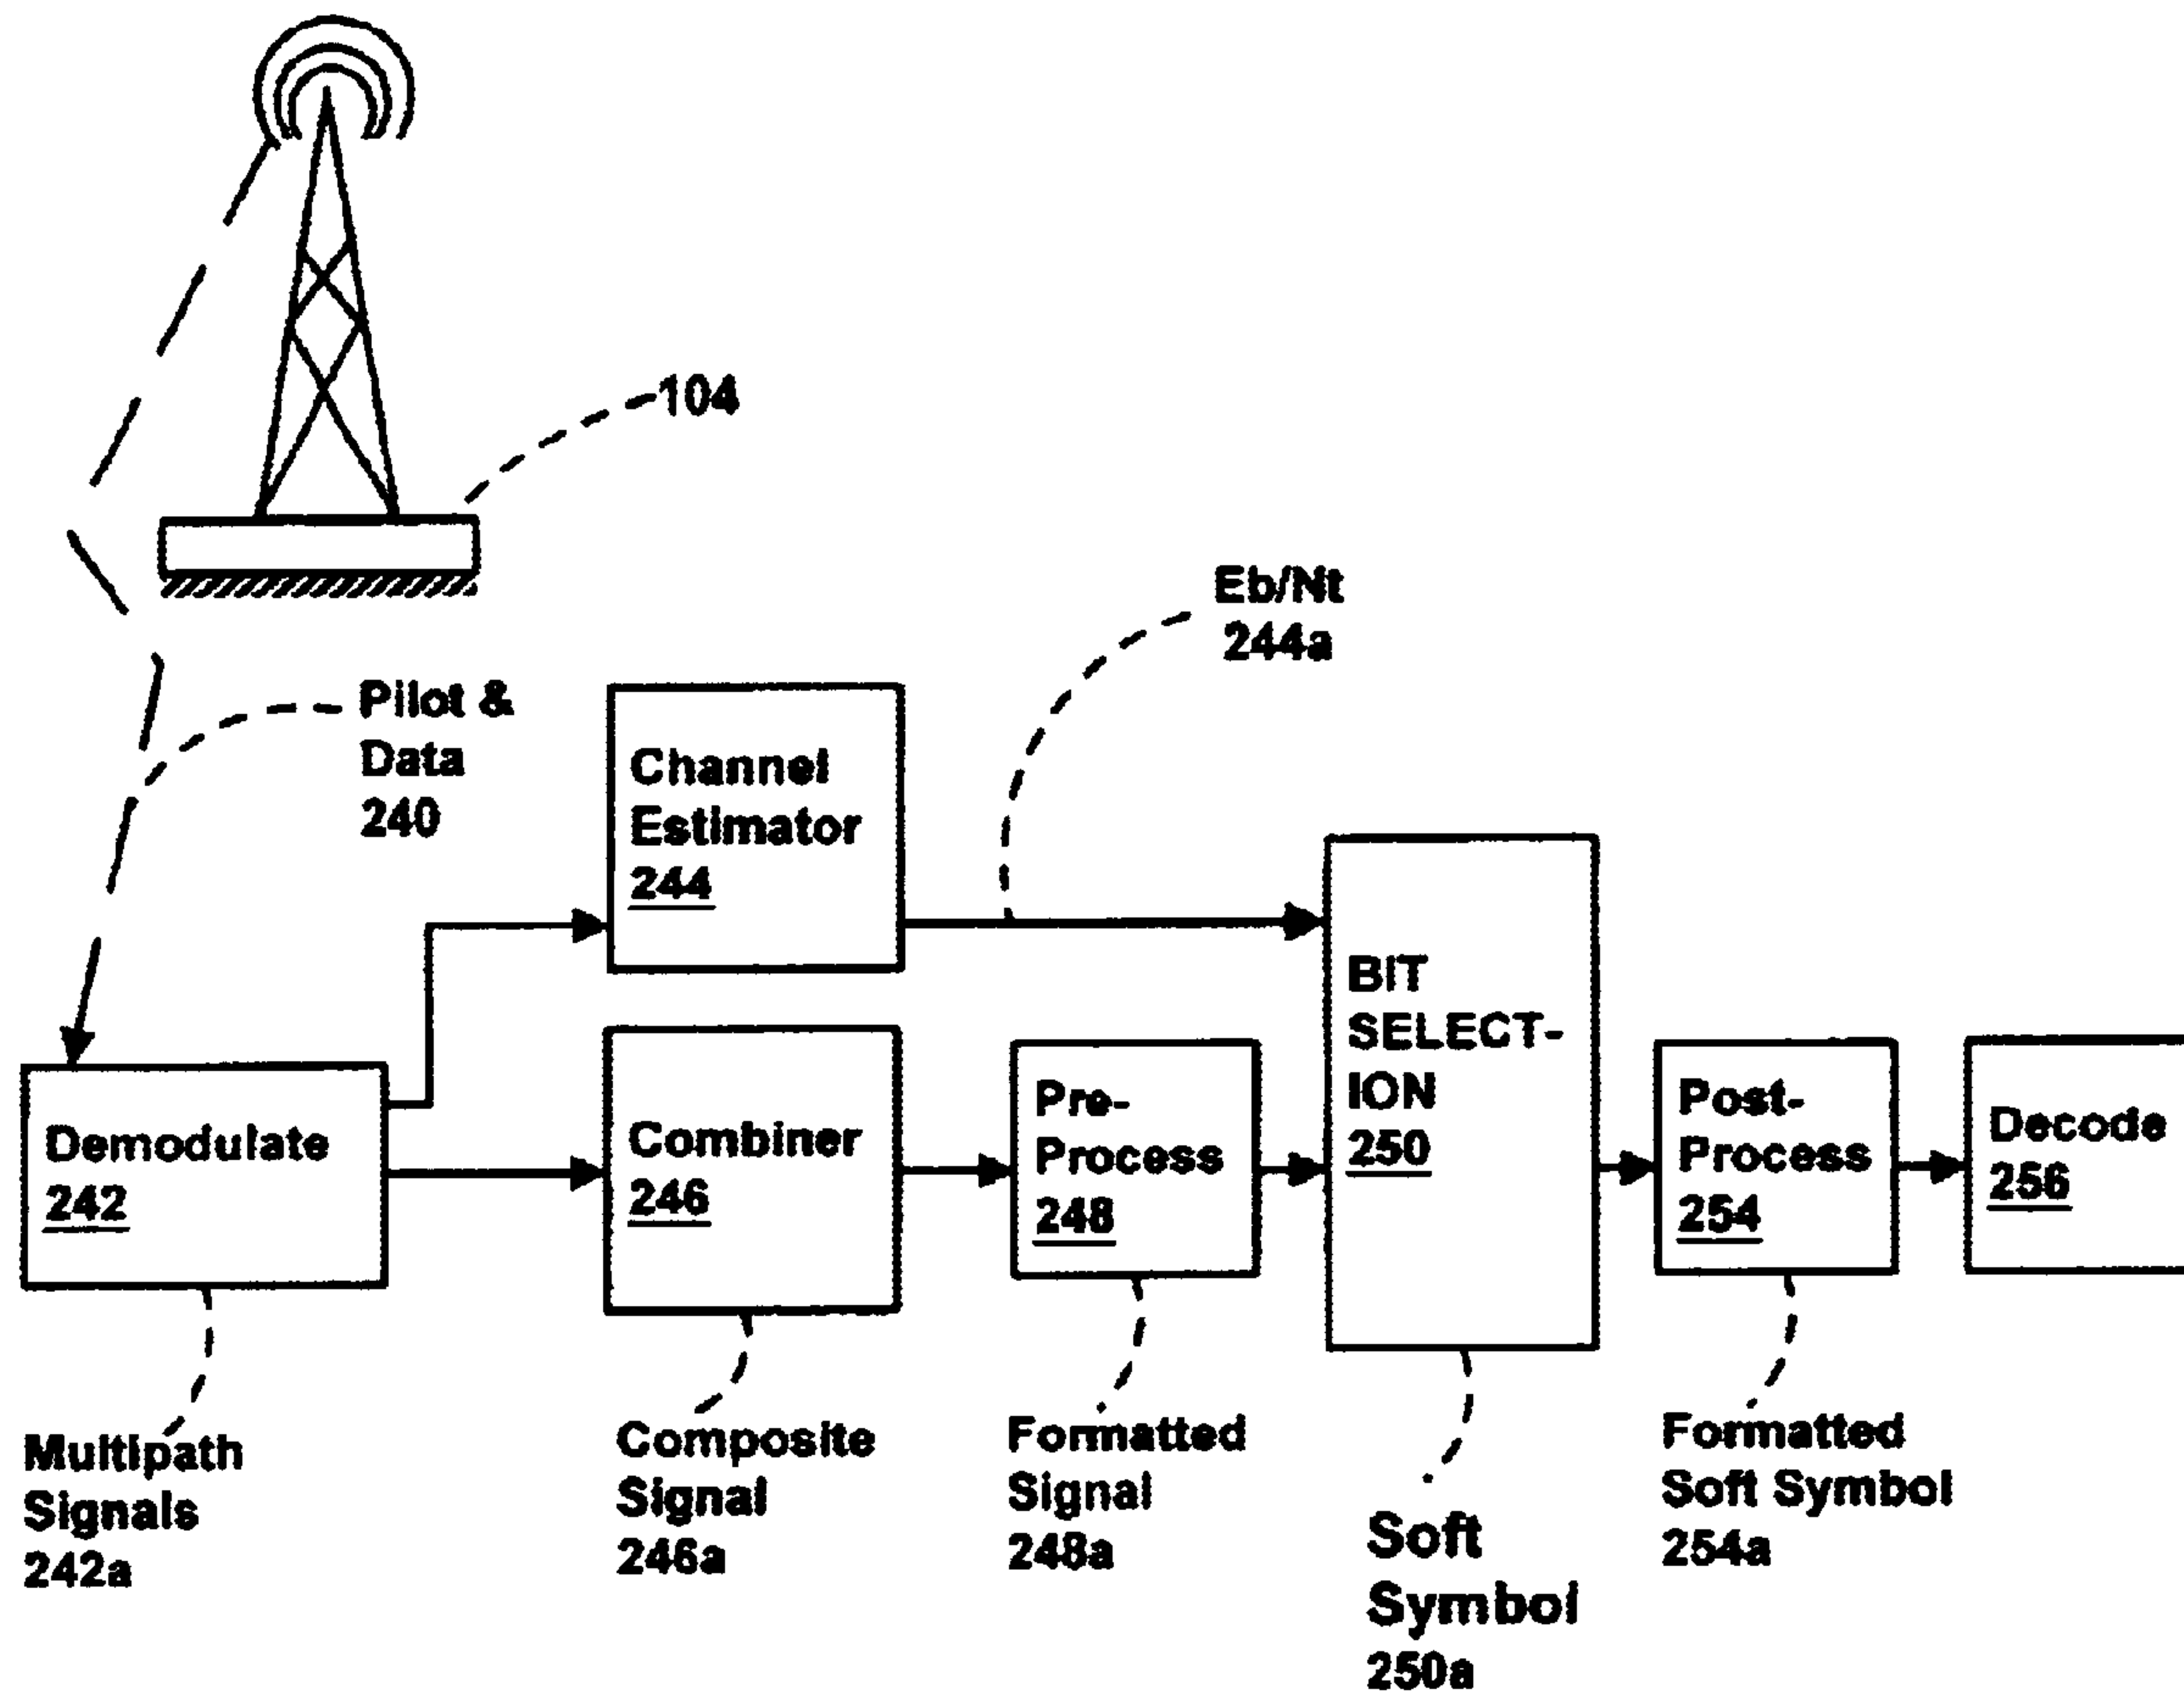 104
Eb/Nt
244a
Pilot &
Data
240
Channel
Estimator
244
BIT
SELECT-
ION
250
Demodulate
242
Combiner
246
Pre-
Process
248
Post-
Process
254
Decode
256
Multipath
Signals
242a
Composite
Signal
246a
Formatted
Signal
248a
Soft
Symbol
250a
Formatted
Soft Symbol
254a